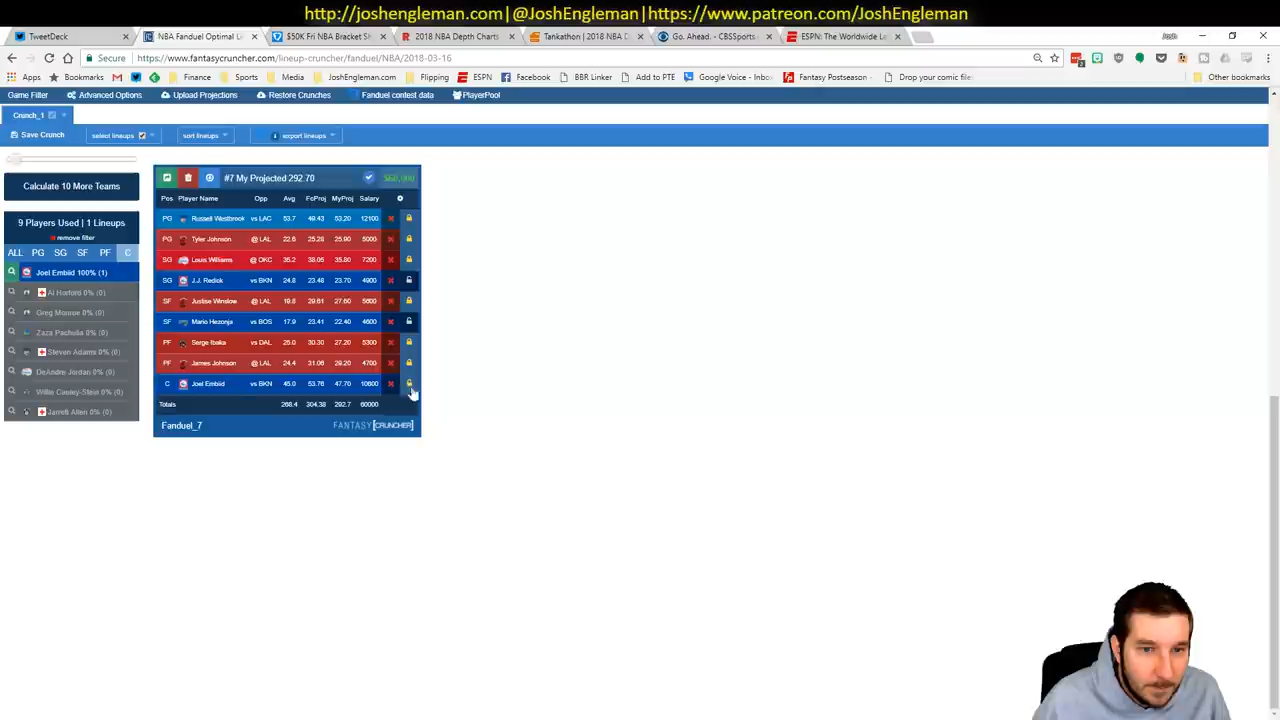 http://joshengleman.com|@JoshEngleman|https://www.patreon.com/JoshEngleman
TweetDeck
NBA Fanduel Optimal Li
$50K Fri NBA Bracket Sh
2018 NBA Depth Charts
Tankathon | 2018 NBA D
Go. Ahead. - CBSSports
ESPN: The Worldwide Le
Josh
Secure https://www.fantasycruncher.com/lineup-cruncher/fanduel/NBA/2018-03-16
Apps Bookmarks Finance Sports Media JoshEngleman.com Flipping ESPN Facebook BBR Linker Add to PTE Google Voice - Inbo Fantasy Postseason - Drop your comic file Other bookmarks
Game Filter Advanced Options Upload Projections Restore Crunches Fanduel contest data PlayerPool
Crunch_1
Save Crunch select lineups sort lineups export lineups
Calculate 10 More Teams
9 Players Used | 1 Lineups
remove filter
ALL PG SG SF PF C
Joel Embiid 100% (1)
Al Horford 0% (0)
Greg Monroe 0% (0)
Zaza Pachulia 0% (0)
Steven Adams 0% (0)
DeAndre Jordan 0% (0)
Willie Cauley-Stein 0% (0)
Jarrett Allen 0% (0)
#7 My Projected 292.70 $60,000
Pos Player Name Opp Avg FcProj MyProj Salary
PG Russell Westbrook vs LAC 53.7 49.43 53.20 12100
PG Tyler Johnson @ LAL 22.6 25.28 25.90 5000
SG Louis Williams @ OKC 35.2 38.05 35.80 7200
SG J.J. Redick vs BKN 24.8 23.48 23.70 4900
SF Justise Winslow @ LAL 19.8 29.61 27.60 5600
SF Mario Hezonja vs BOS 17.9 23.41 22.40 4600
PF Serge Ibaka vs DAL 25.0 30.30 27.20 5300
PF James Johnson @ LAL 24.4 31.06 29.20 4700
C Joel Embiid vs BKN 45.0 53.76 47.70 10600
Totals 268.4 304.38 292.7 60000
Fanduel_7 FANTASY[CRUNCHER]